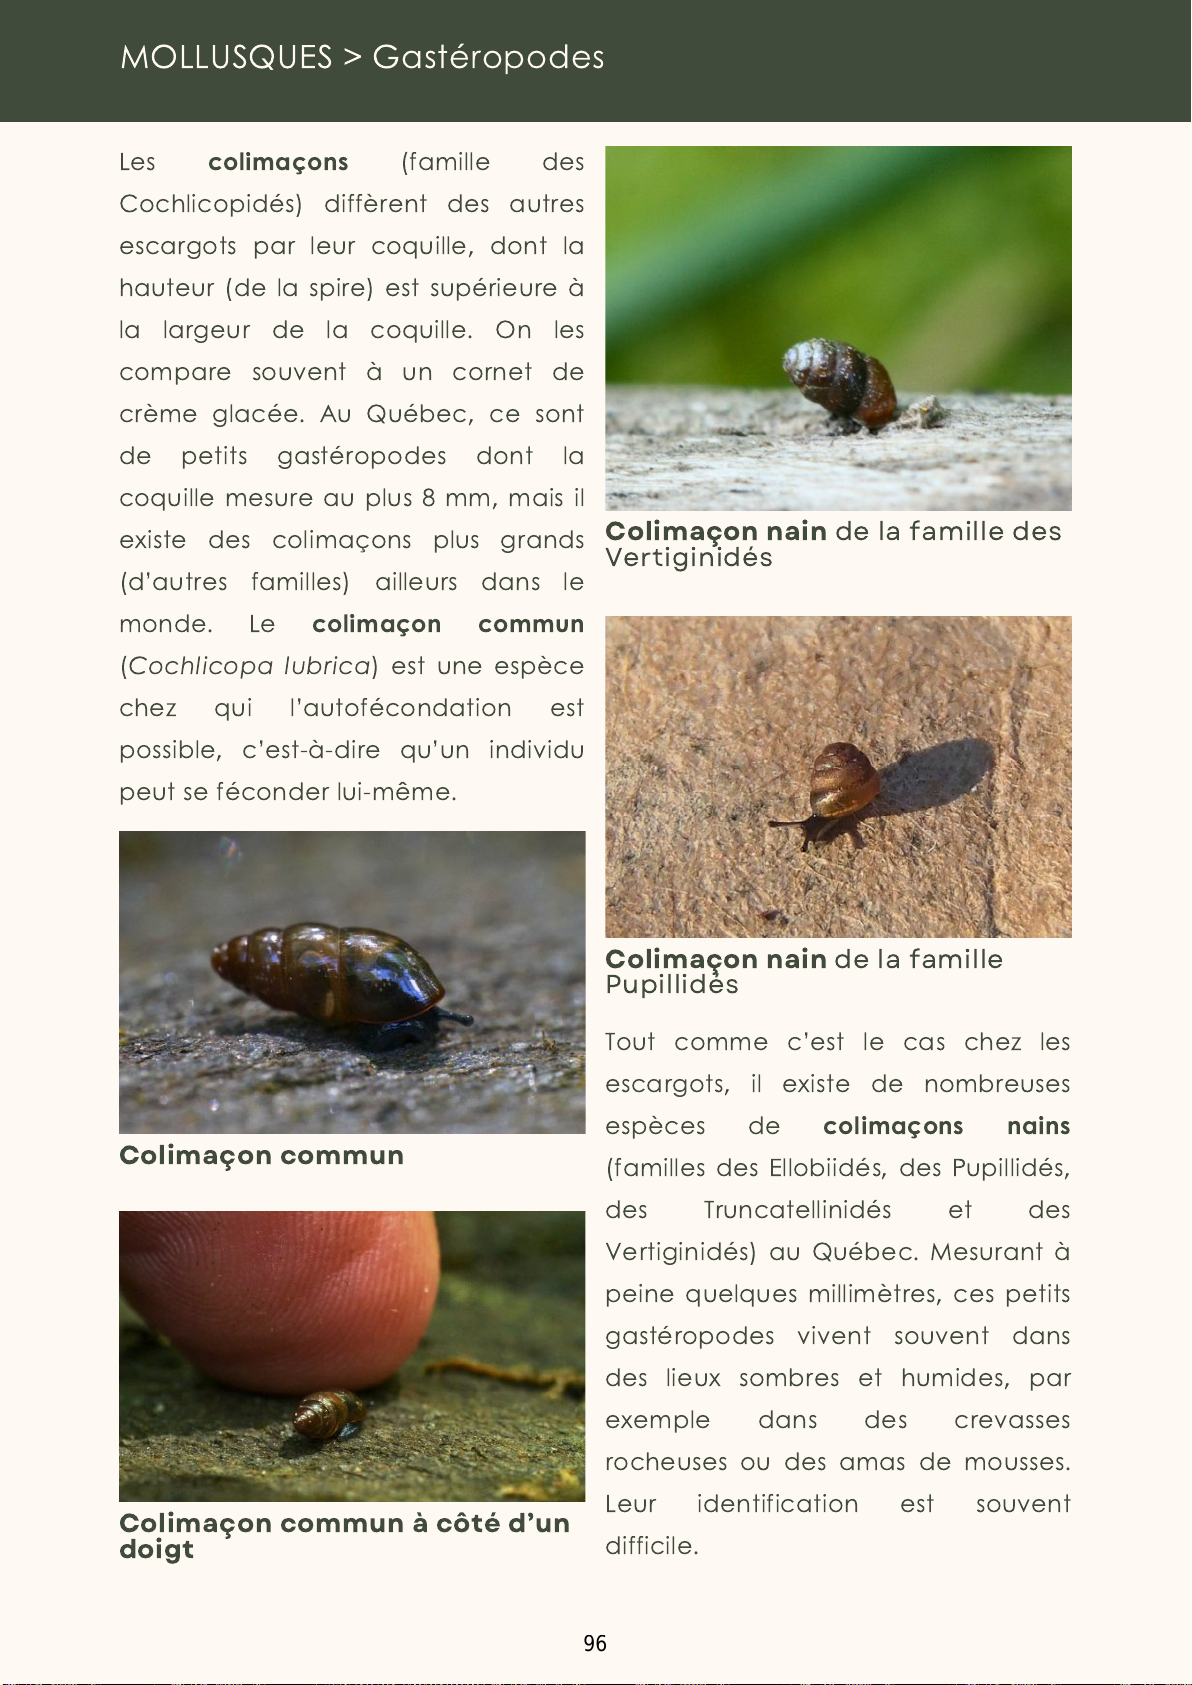 MOLLUSQUES > Gastéropodes
Les colimaçons (famille des
Cochlicopidés) diffèrent des autres
escargots par leur coquille, dont la
hauteur (de la spire) est supérieure à
la largeur de la coquille. On les
compare souvent à un cornet de
crème glacée. Au Québec, ce sont
de petits gastéropodes dont la
coquille mesure au plus 8 mm, mais il
existe des colimaçons plus grands
(d'autres familles) ailleurs dans le
monde. Le colimaçon commun
(Cochlicopa lubrica) est une espèce
chez qui l'autofécondation est
possible, c'est-à-dire qu'un individu
peut se féconder lui-même.
Colimaçon commun
Colimaçon commun à côté d'un
doigt
Colimaçon nain de la famille des
Vertiginidés
Colimaçon nain de la famille
Pupillidés
Tout comme c'est le cas chez les
escargots, il existe de nombreuses
espèces de colimaçons nains
(familles des Ellobiidés, des Pupillidés,
des Truncatellinidés et des
Vertiginidés) au Québec. Mesurant à
peine quelques millimètres, ces petits
gastéropodes vivent souvent dans
des lieux sombres et humides, par
exemple dans des crevasses
rocheuses ou des amas de mousses.
Leur identification est souvent
difficile.
96